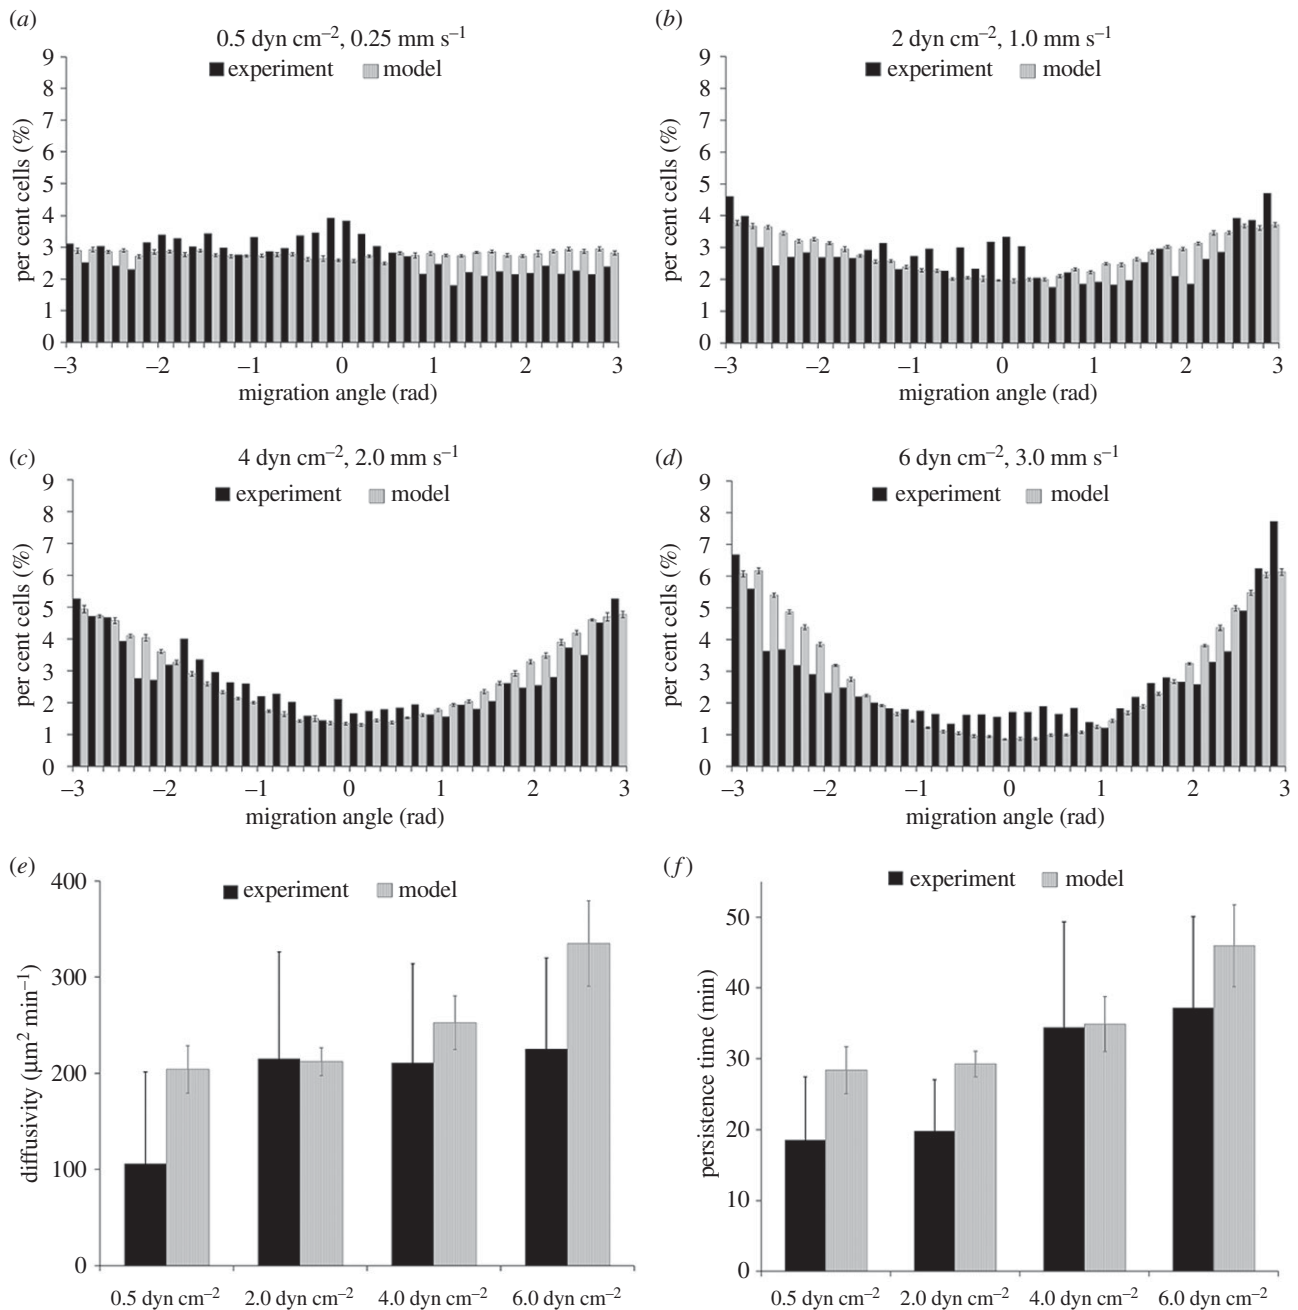 (a)
0.5 dyn cm⁻², 0.25 mm s⁻¹
experiment model
per cent cells (%)
9
8
7
6
5
4
3
2
1
0
–3 –2 –1 0 1 2 3
migration angle (rad)
(b)
2 dyn cm⁻², 1.0 mm s⁻¹
experiment model
per cent cells (%)
9
8
7
6
5
4
3
2
1
0
–3 –2 –1 0 1 2 3
migration angle (rad)
(c)
4 dyn cm⁻², 2.0 mm s⁻¹
experiment model
per cent cells (%)
9
8
7
6
5
4
3
2
1
0
–3 –2 –1 0 1 2 3
migration angle (rad)
(d)
6 dyn cm⁻², 3.0 mm s⁻¹
experiment model
per cent cells (%)
9
8
7
6
5
4
3
2
1
0
–3 –2 –1 0 1 2 3
migration angle (rad)
(e)
experiment model
diffusivity (µm² min⁻¹)
400
300
200
100
0
0.5 dyn cm⁻² 2.0 dyn cm⁻² 4.0 dyn cm⁻² 6.0 dyn cm⁻²
(f)
experiment model
persistence time (min)
50
40
30
20
10
0
0.5 dyn cm⁻² 2.0 dyn cm⁻² 4.0 dyn cm⁻² 6.0 dyn cm⁻²